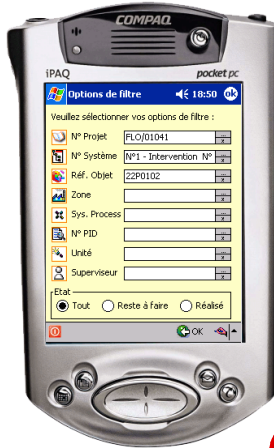 COMPAQ
iPAQ pocket pc
Options de filtre 18:50 ok
Veuillez sélectionner vos options de filtre :
N° Projet FLO/01041
N° Système N°1 - Intervention N°
Réf. Objet 22P0102
Zone
Sys. Process
N° PID
Unité
Superviseur
Etat
Tout Reste à faire Réalisé
OK